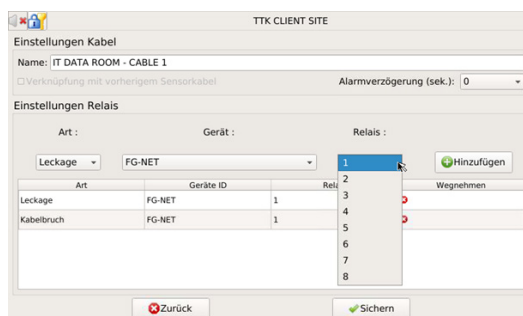 TTK CLIENT SITE
Einstellungen Kabel
Name: IT DATA ROOM - CABLE 1
Verknüpfung mit vorherigem Sensorkabel Alarmverzögerung (sek.): 0
Einstellungen Relais
Art : Gerät : Relais :
Leckage FG-NET 1 Hinzufügen
Art Geräte ID Rela Wegnehmen
2
Leckage FG-NET 1 3
4
Kabelbruch FG-NET 1 5
6
7
8
Zurück Sichern